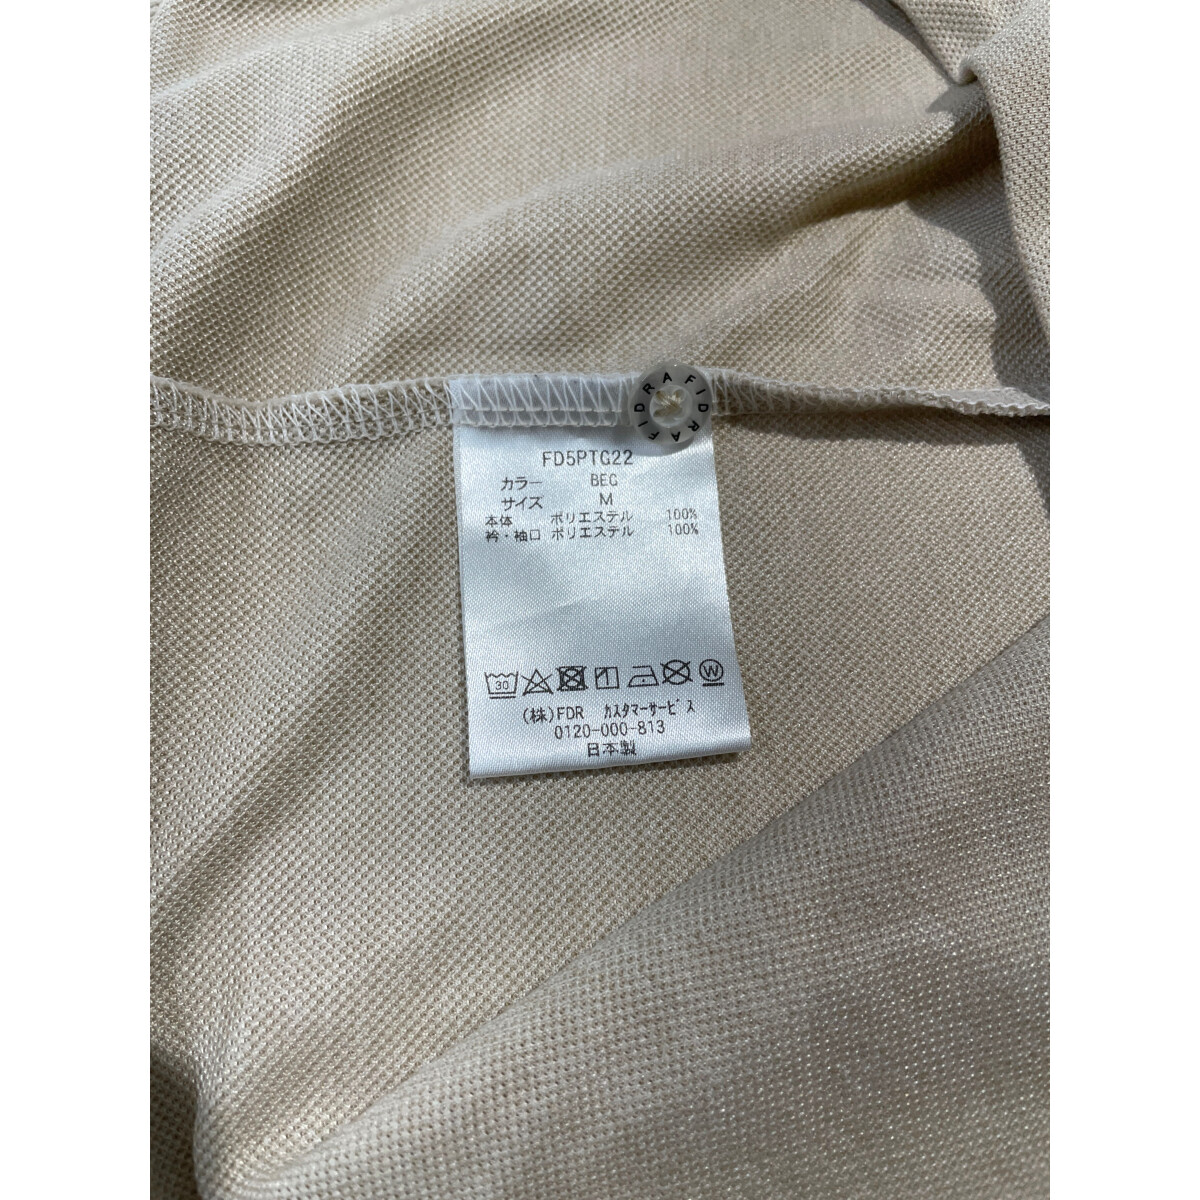 FIDRA FIDRA
FD5PTG22
カラー BEG
サイズ M
本体 ポリエステル 100%
衿・袖口 ポリエステル 100%
30 W
(株)FDR ｶｽﾀﾏｰｻｰﾋﾞｽ
0120-000-813
日本製